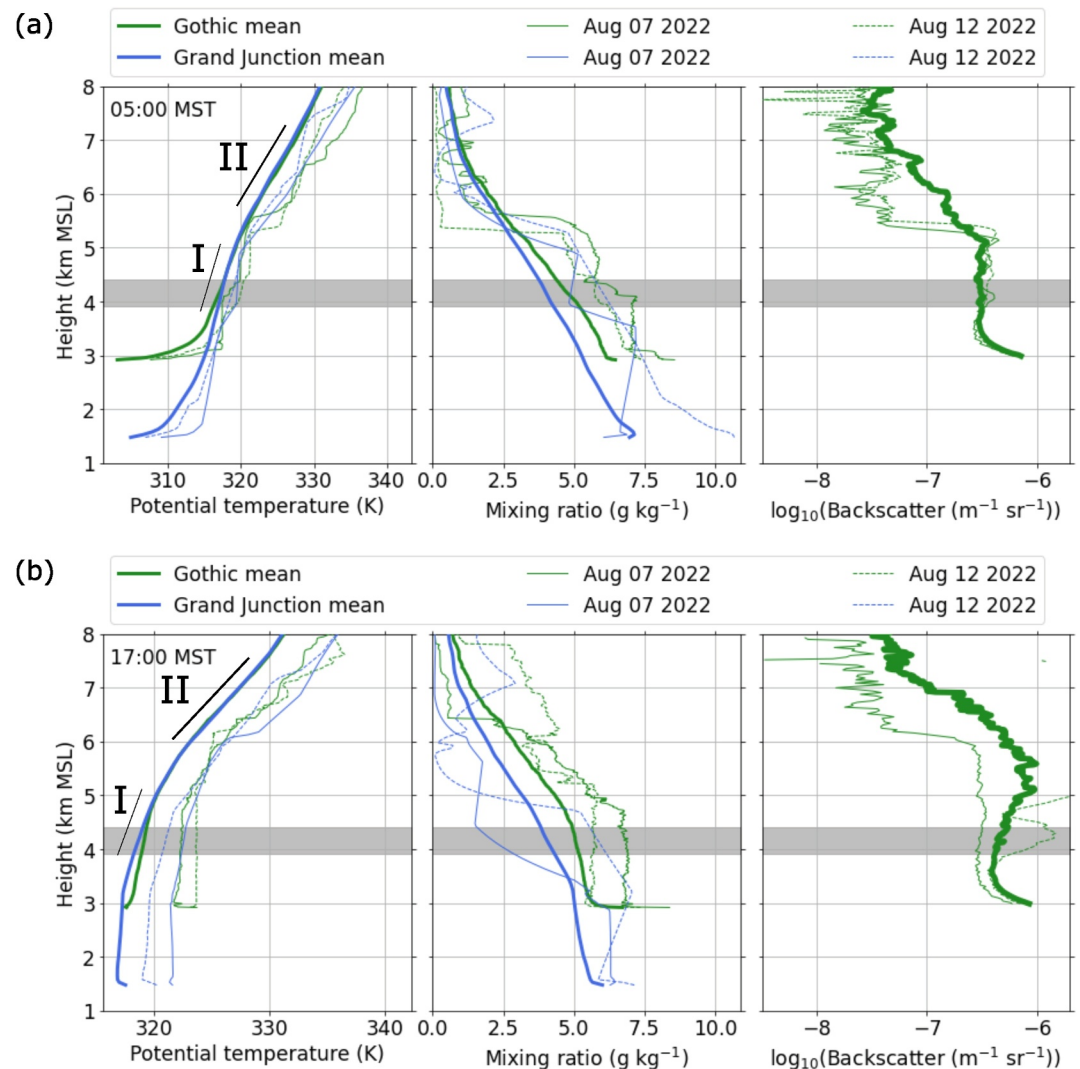 (a)
Gothic mean Aug 07 2022 Aug 12 2022
Grand Junction mean Aug 07 2022 Aug 12 2022
05:00 MST
II
I
Height (km MSL)
8
7
6
5
4
3
2
1
310 320 330 340 0.0 2.5 5.0 7.5 10.0 −8 −7 −6
Potential temperature (K) Mixing ratio (g kg⁻¹) log₁₀(Backscatter (m⁻¹ sr⁻¹))
(b)
Gothic mean Aug 07 2022 Aug 12 2022
Grand Junction mean Aug 07 2022 Aug 12 2022
17:00 MST
II
I
Height (km MSL)
8
7
6
5
4
3
2
1
320 330 340 0.0 2.5 5.0 7.5 10.0 −8 −7 −6
Potential temperature (K) Mixing ratio (g kg⁻¹) log₁₀(Backscatter (m⁻¹ sr⁻¹))